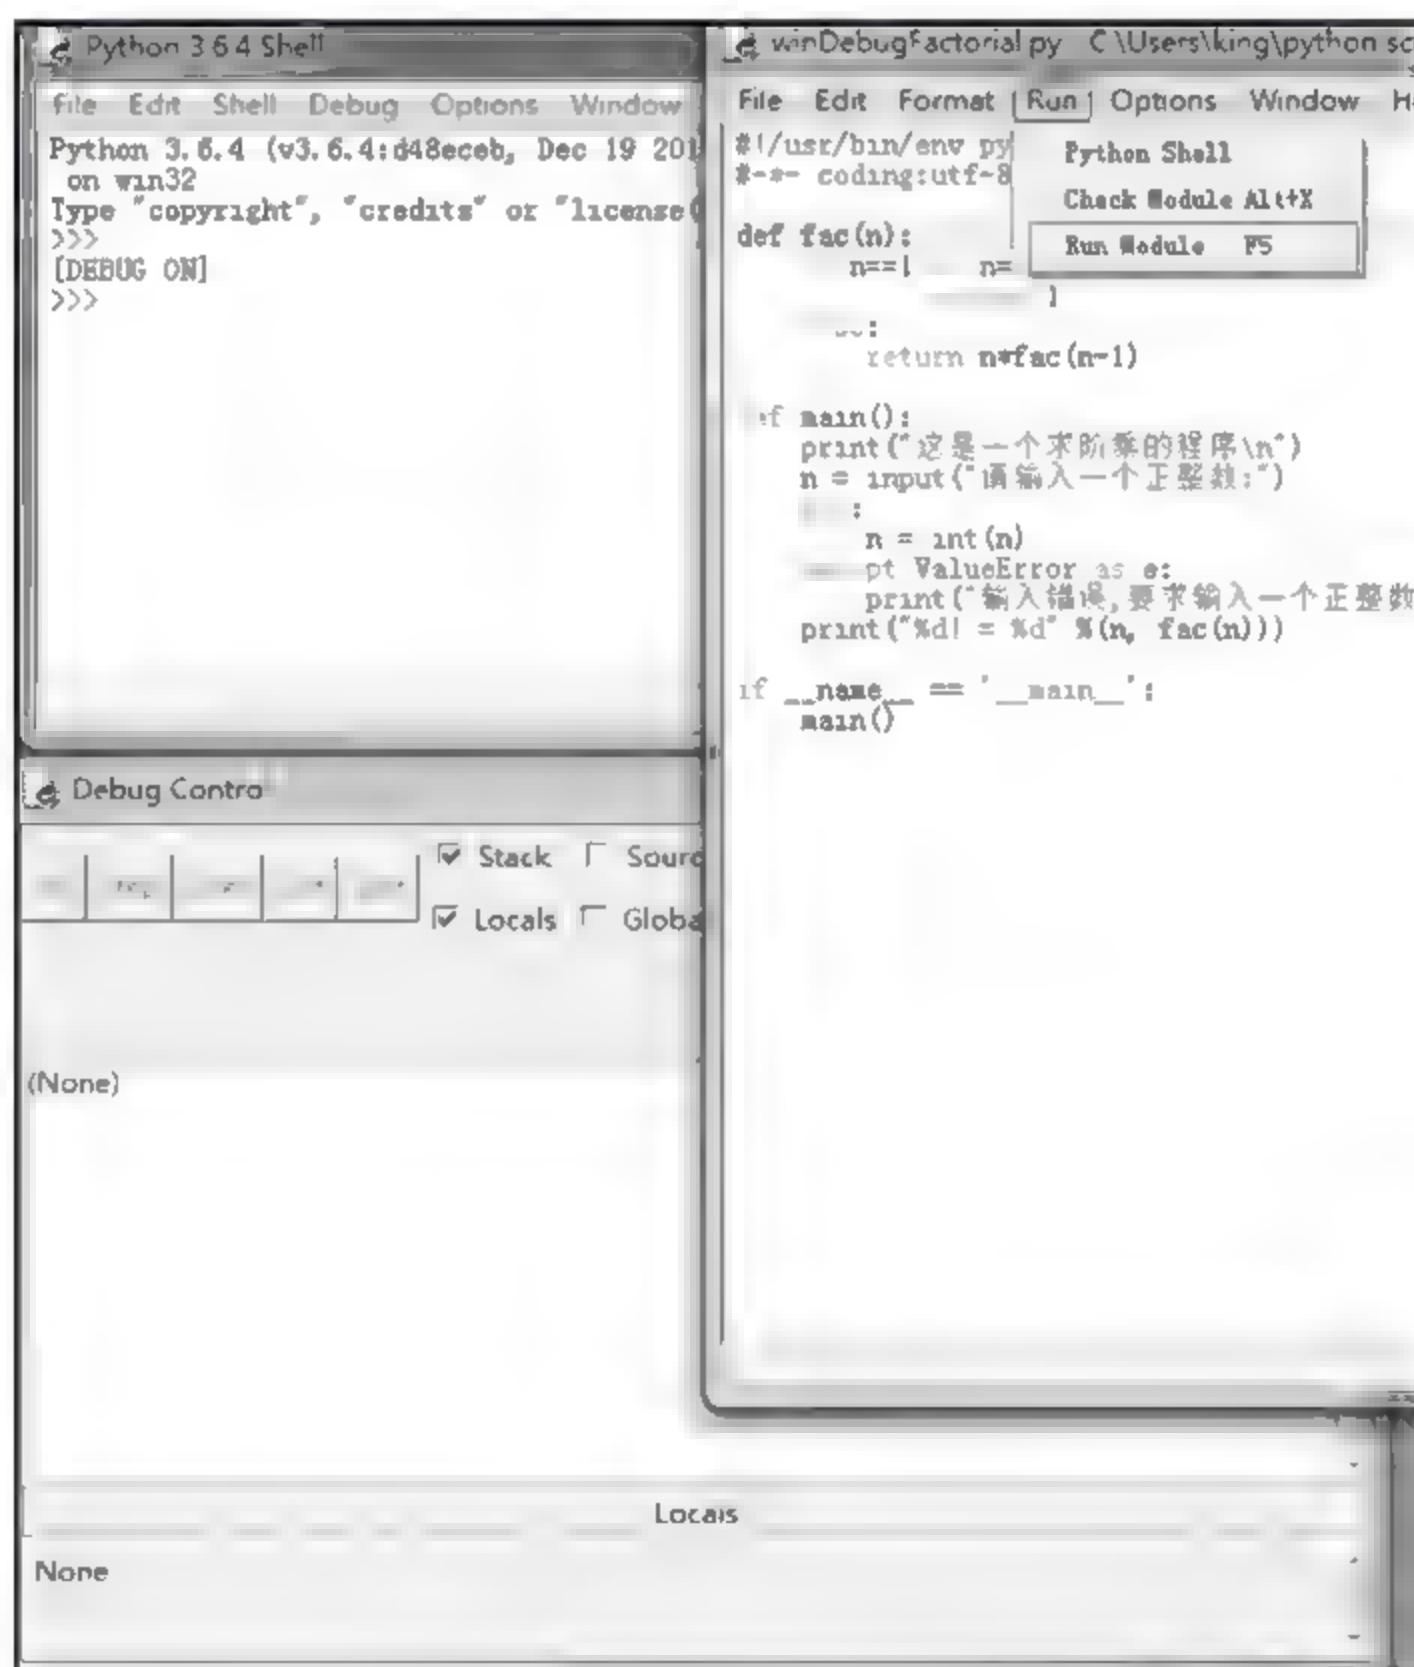 Python 3.6.4 Shell
File Edit Shell Debug Options Window
Python 3.6.4 (v3.6.4:d48eceb, Dec 19 201
on win32
Type "copyright", "credits" or "license(
>>>
[DEBUG ON]
>>>
winDebugFactorial.py C:\Users\king\python sc
File Edit Format Run Options Window H
#!/usr/bin/env py
#-*- coding:utf-8
Python Shell
Check Module Alt+X
Run Module F5
def fac(n):
n==1 n=
1
:
return n*fac(n-1)
ef main():
print("这是一个求阶乘的程序\n")
n = input("请输入一个正整数:")
:
n = int(n)
pt ValueError as e:
print("输入错误,要求输入一个正整数
print("%d! = %d" %(n, fac(n)))
if __name__ == '__main__':
main()
Debug Contro
Stack Sourc
Locals Globa
(None)
Locals
None